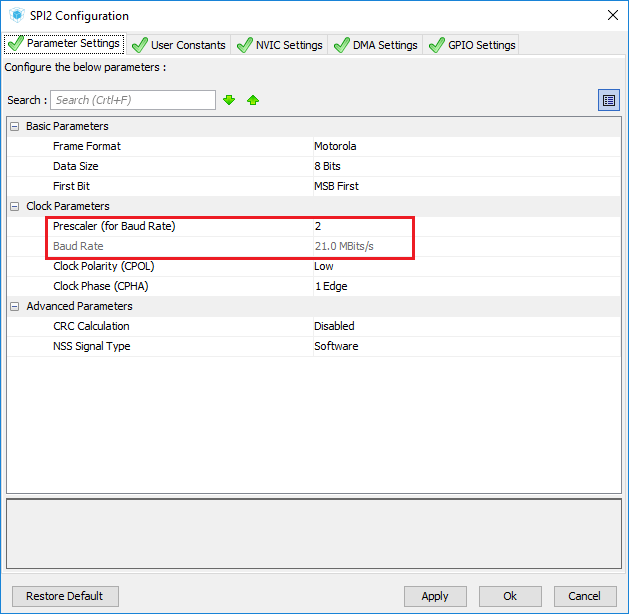 SPI2 Configuration
Parameter Settings User Constants NVIC Settings DMA Settings GPIO Settings
Configure the below parameters :
Search : Search (Crtl+F)
Basic Parameters
Frame Format Motorola
Data Size 8 Bits
First Bit MSB First
Clock Parameters
Prescaler (for Baud Rate) 2
Baud Rate 21.0 MBits/s
Clock Polarity (CPOL) Low
Clock Phase (CPHA) 1 Edge
Advanced Parameters
CRC Calculation Disabled
NSS Signal Type Software
Restore Default Apply Ok Cancel